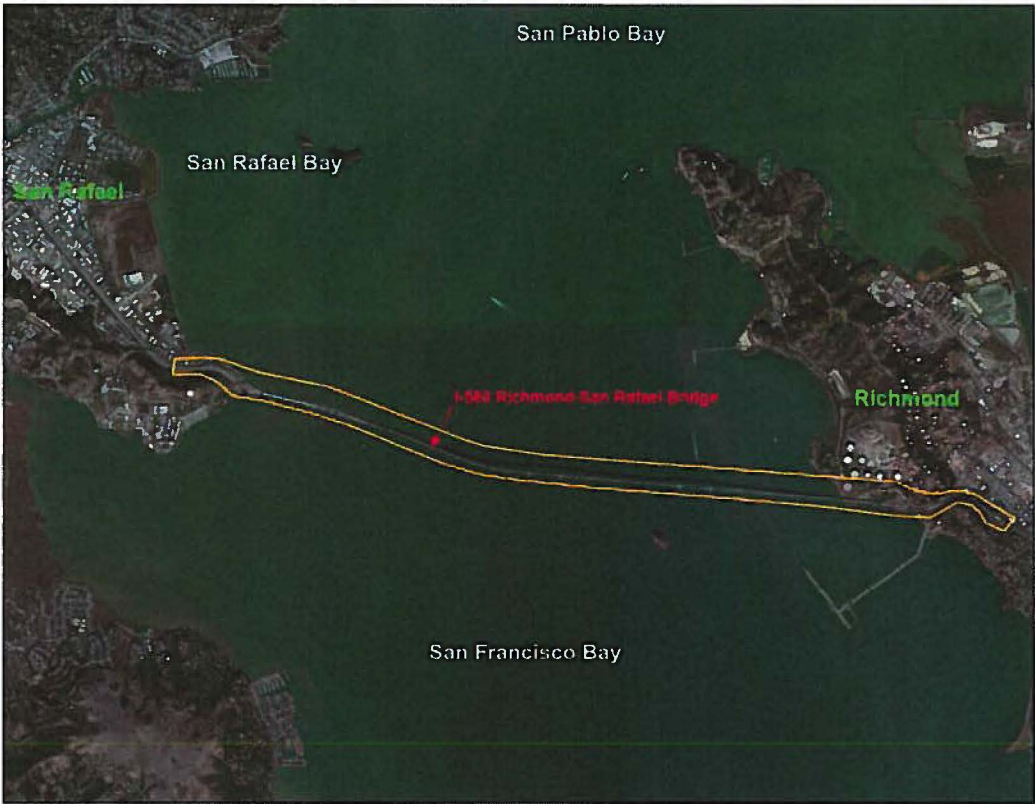 San Pablo Bay
San Rafael Bay
San Rafael
I-580 Richmond-San Rafael Bridge
Richmond
San Francisco Bay